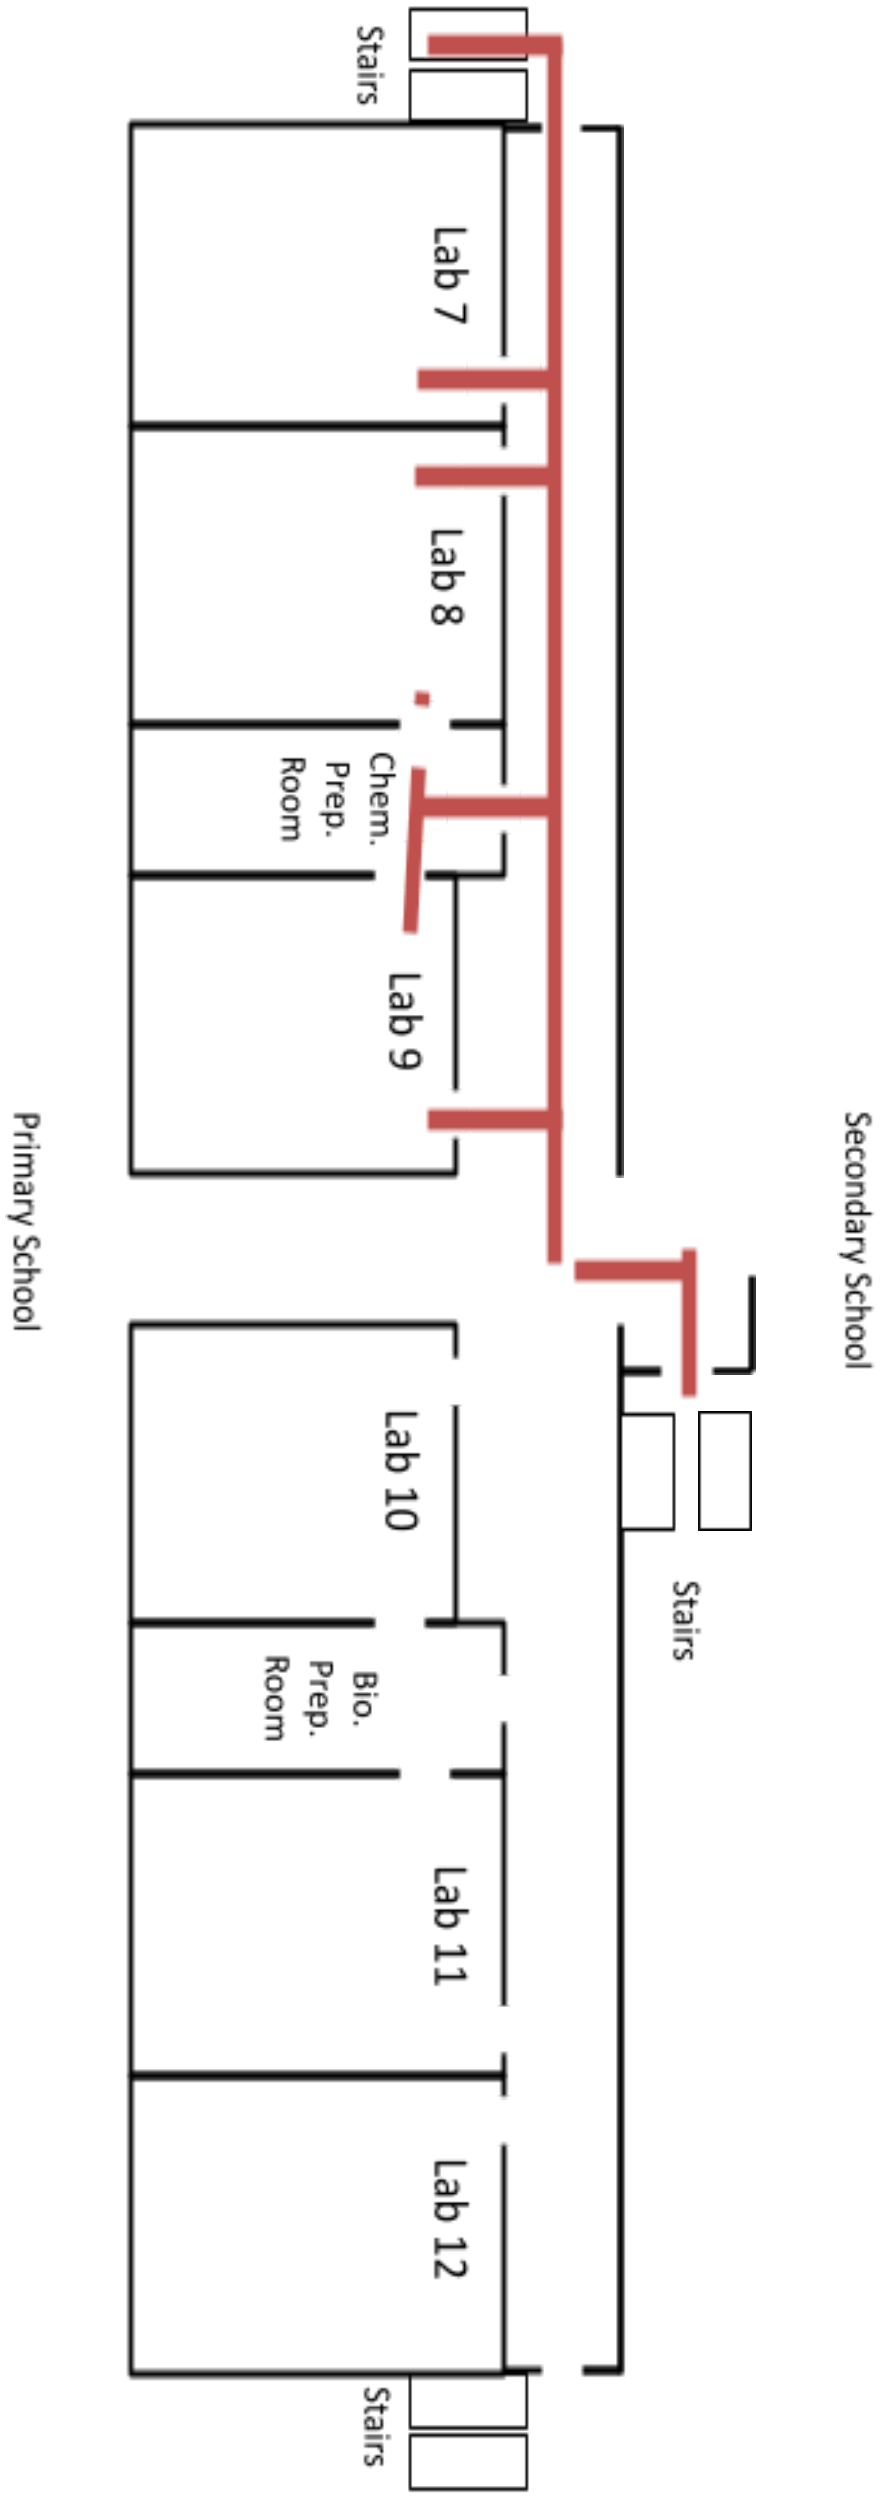 Secondary School
Stairs
Stairs
Stairs
Lab 7
Lab 8
Chem.
Prep.
Room
Lab 9
Lab 10
Bio.
Prep.
Room
Lab 11
Lab 12
Primary School